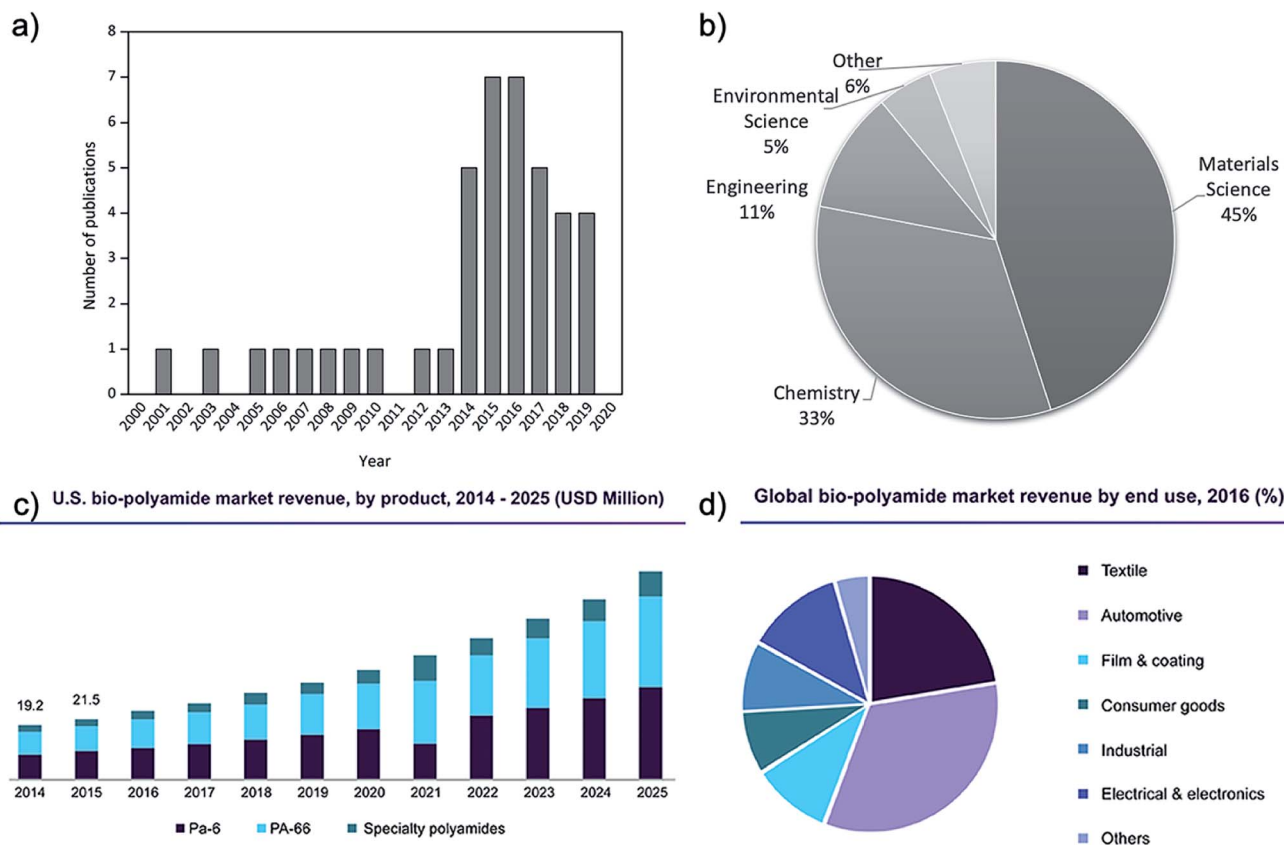 a)
Number of publications
8
7
6
5
4
3
2
1
0
2000
2001
2002
2003
2004
2005
2006
2007
2008
2009
2010
2011
2012
2013
2014
2015
2016
2017
2018
2019
2020
Year
b)
Other
6%
Environmental
Science
5%
Engineering
11%
Materials
Science
45%
Chemistry
33%
c)
U.S. bio-polyamide market revenue, by product, 2014 - 2025 (USD Million)
19.2
21.5
2014 2015 2016 2017 2018 2019 2020 2021 2022 2023 2024 2025
Pa-6 PA-66 Specialty polyamides
d)
Global bio-polyamide market revenue by end use, 2016 (%)
Textile
Automotive
Film & coating
Consumer goods
Industrial
Electrical & electronics
Others